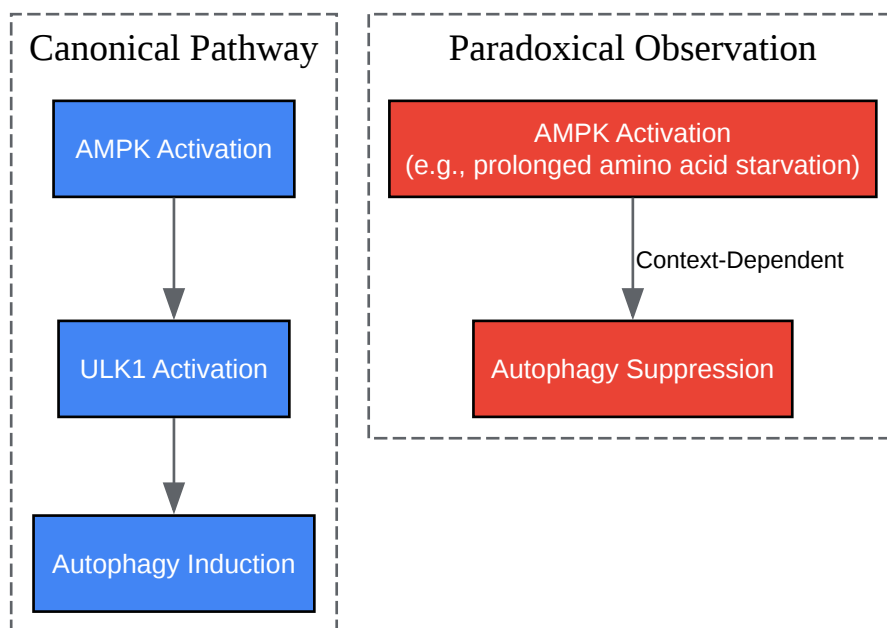 Canonical Pathway
AMPK Activation
ULK1 Activation
Autophagy Induction
Paradoxical Observation
AMPK Activation
(e.g., prolonged amino acid starvation)
Context-Dependent
Autophagy Suppression